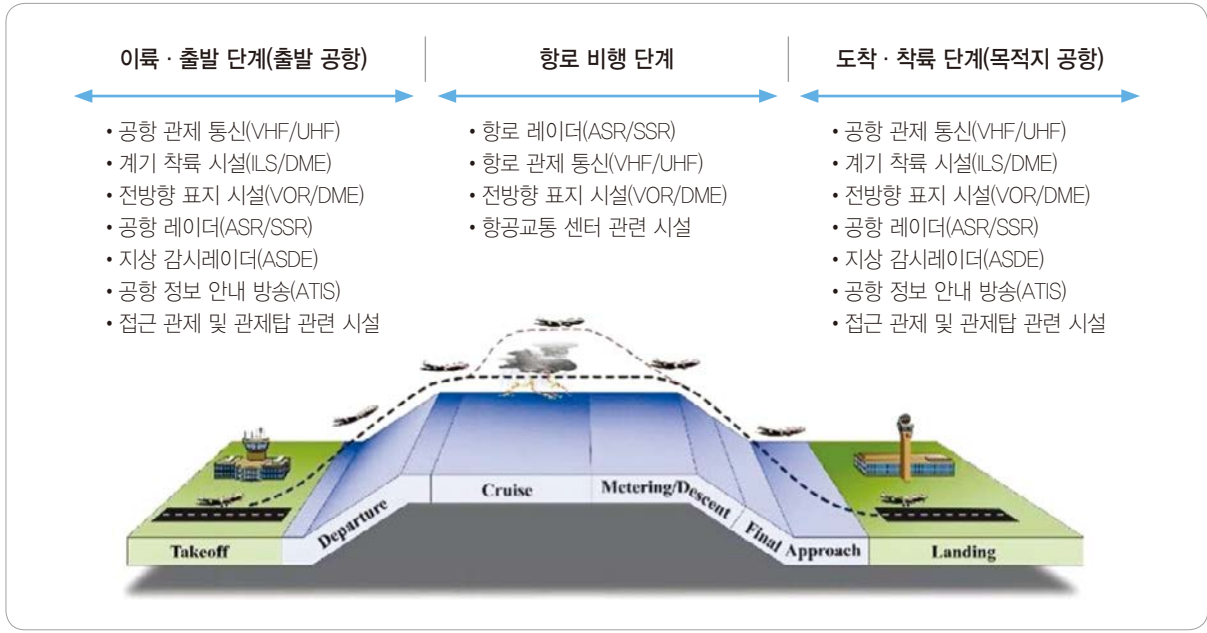 이륙 · 출발 단계(출발 공항)
• 공항 관제 통신(VHF/UHF)
• 계기 착륙 시설(ILS/DME)
• 전방향 표지 시설(VOR/DME)
• 공항 레이더(ASR/SSR)
• 지상 감시레이더(ASDE)
• 공항 정보 안내 방송(ATIS)
• 접근 관제 및 관제탑 관련 시설
항로 비행 단계
• 항로 레이더(ASR/SSR)
• 항로 관제 통신(VHF/UHF)
• 전방향 표지 시설(VOR/DME)
• 항공교통 센터 관련 시설
도착 · 착륙 단계(목적지 공항)
• 공항 관제 통신(VHF/UHF)
• 계기 착륙 시설(ILS/DME)
• 전방향 표지 시설(VOR/DME)
• 공항 레이더(ASR/SSR)
• 지상 감시레이더(ASDE)
• 공항 정보 안내 방송(ATIS)
• 접근 관제 및 관제탑 관련 시설
Takeoff
Departure
Cruise
Metering/Descent
Final Approach
Landing